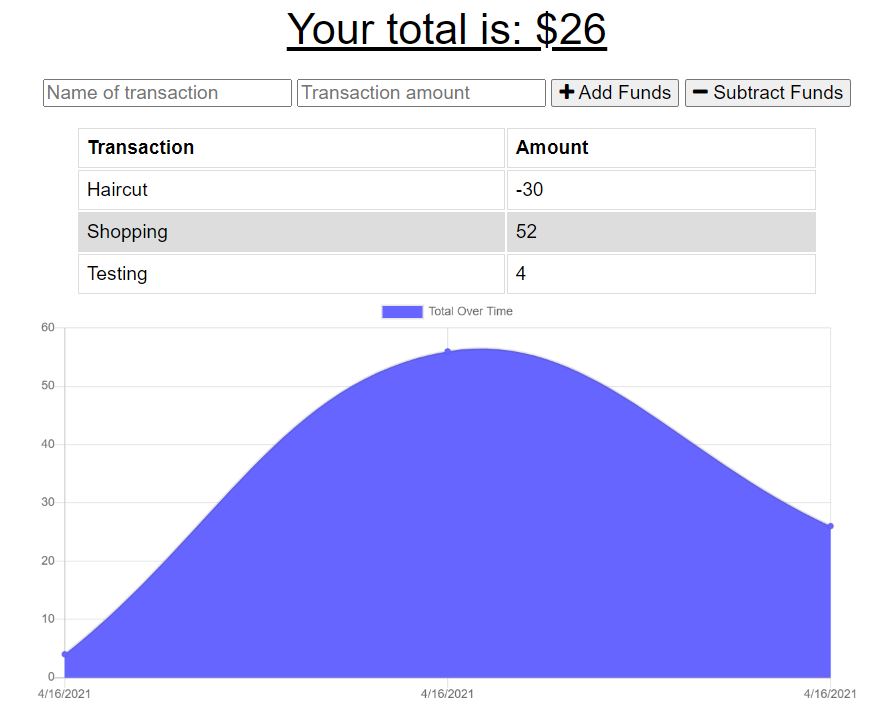 Your total is: $26
Name of transaction Transaction amount Add Funds Subtract Funds
Transaction Amount
Haircut -30
Shopping 52
Testing 4
Total Over Time
60
50
40
30
20
10
0
4/16/2021 4/16/2021 4/16/2021